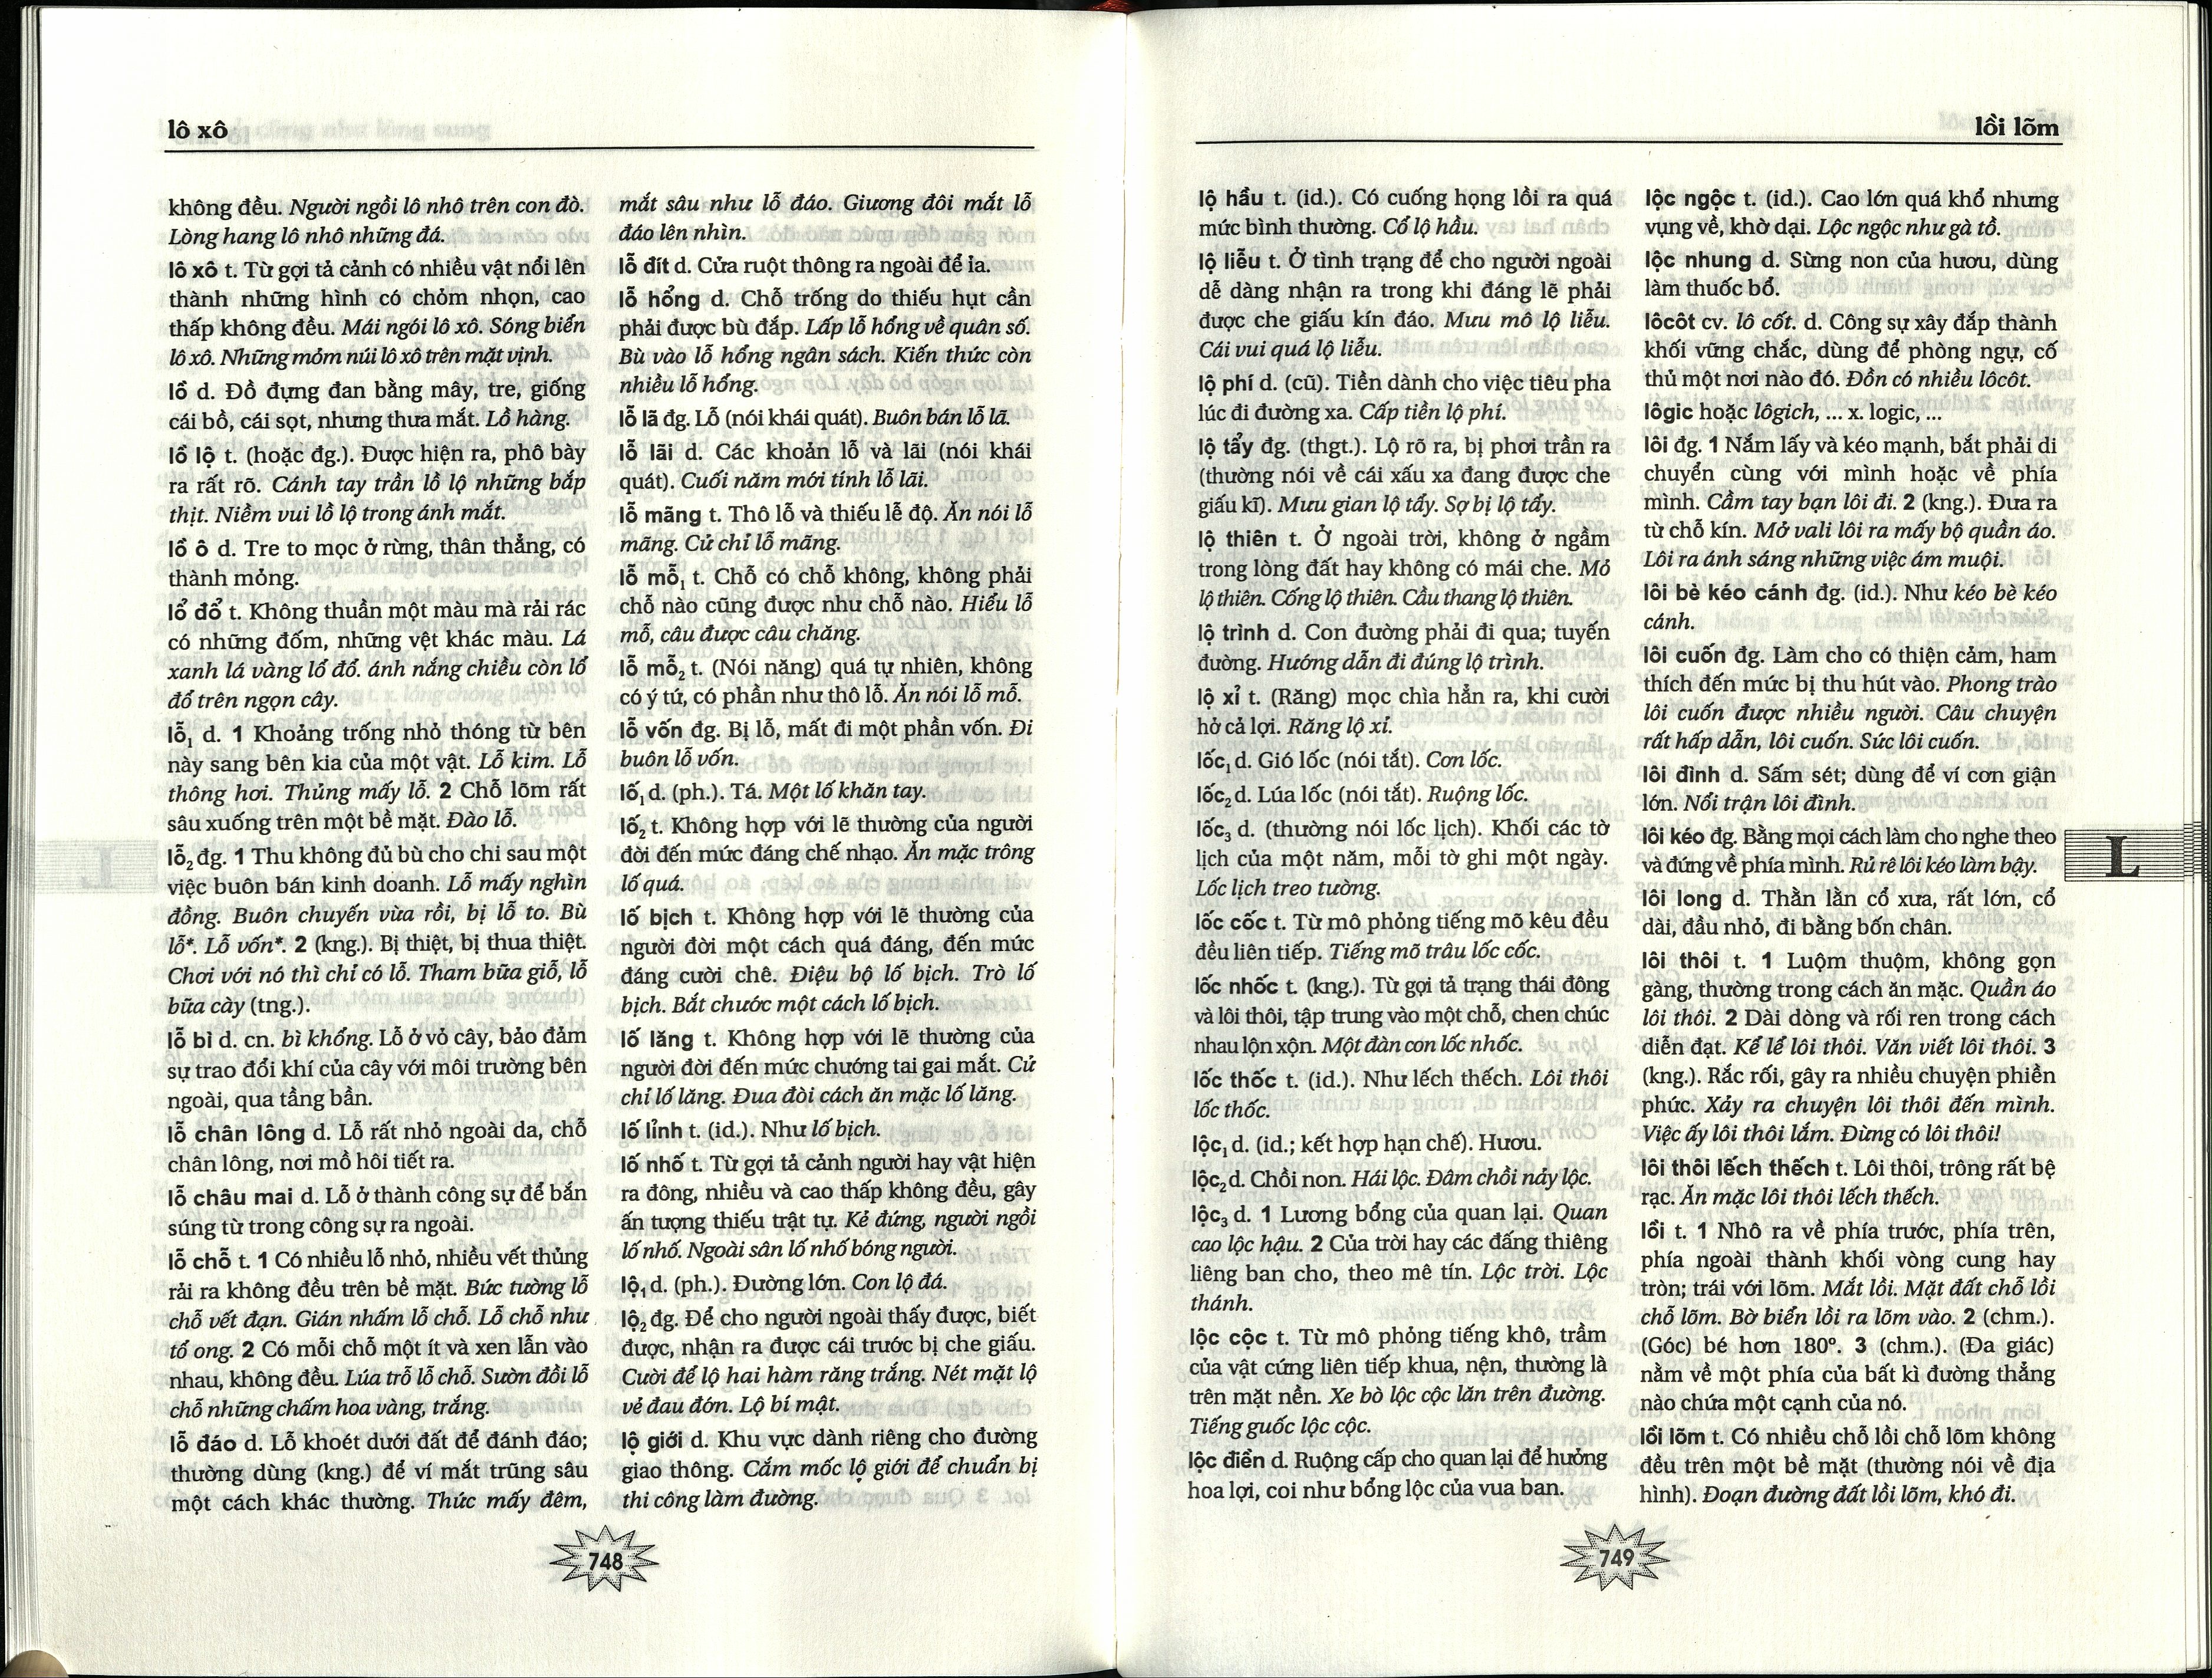 lô xô
không đều. Người ngồi lô nhô trên con đò.
Lòng hang lô nhô những đá.
lô xô t. Từ gợi tả cảnh có nhiều vật nổi lên
thành những hình có chỏm nhọn, cao
thấp không đều. Mái ngói lô xô. Sóng biển
lô xô. Những mỏm núi lô xô trên mặt vịnh.
lồ d. Đồ đựng đan bằng mây, tre, giống
cái bồ, cái sọt, nhưng thưa mắt. Lồ hàng.
lồ lộ t. (hoặc đg.). Được hiện ra, phô bày
ra rất rõ. Cánh tay trần lồ lộ những bắp
thịt. Niềm vui lồ lộ trong ánh mắt.
lồ ô d. Tre to mọc ở rừng, thân thẳng, có
thành mỏng.
lổ đổ t. Không thuần một màu mà rải rác
có những đốm, những vệt khác màu. Lá
xanh lá vàng lổ đổ. ánh nắng chiều còn lổ
đổ trên ngọn cây.
lỗ₁ d. 1 Khoảng trống nhỏ thông từ bên
này sang bên kia của một vật. Lỗ kim. Lỗ
thông hơi. Thủng mấy lỗ. 2 Chỗ lõm rất
sâu xuống trên một bề mặt. Đào lỗ.
lỗ₂ đg. 1 Thu không đủ bù cho chi sau một
việc buôn bán kinh doanh. Lỗ mấy nghìn
đồng. Buôn chuyến vừa rồi, bị lỗ to. Bù
lỗ*. Lỗ vốn*. 2 (kng.). Bị thiệt, bị thua thiệt.
Chơi với nó thì chỉ có lỗ. Tham bữa giỗ, lỗ
bữa cày (tng.).
lỗ bì d. cn. bì khổng. Lỗ ở vỏ cây, bảo đảm
sự trao đổi khí của cây với môi trường bên
ngoài, qua tầng bần.
lỗ chân lông d. Lỗ rất nhỏ ngoài da, chỗ
chân lông, nơi mồ hôi tiết ra.
lỗ châu mai d. Lỗ ở thành công sự để bắn
súng từ trong công sự ra ngoài.
lỗ chỗ t. 1 Có nhiều lỗ nhỏ, nhiều vết thủng
rải ra không đều trên bề mặt. Bức tường lỗ
chỗ vết đạn. Gián nhấm lỗ chỗ. Lỗ chỗ như
tổ ong. 2 Có mỗi chỗ một ít và xen lẫn vào
nhau, không đều. Lúa trỗ lỗ chỗ. Sườn đồi lỗ
chỗ những chấm hoa vàng, trắng.
lỗ đáo d. Lỗ khoét dưới đất để đánh đáo;
thường dùng (kng.) để ví mắt trũng sâu
một cách khác thường. Thức mấy đêm,
mắt sâu như lỗ đáo. Giương đôi mắt lỗ
đáo lên nhìn.
lỗ đít d. Cửa ruột thông ra ngoài để ỉa.
lỗ hổng d. Chỗ trống do thiếu hụt cần
phải được bù đắp. Lấp lỗ hổng về quân số.
Bù vào lỗ hổng ngân sách. Kiến thức còn
nhiều lỗ hổng.
lỗ lã đg. Lỗ (nói khái quát). Buôn bán lỗ lã.
lỗ lãi d. Các khoản lỗ và lãi (nói khái
quát). Cuối năm mới tính lỗ lãi.
lỗ mãng t. Thô lỗ và thiếu lễ độ. Ăn nói lỗ
mãng. Cử chỉ lỗ mãng.
lỗ mỗ₁ t. Chỗ có chỗ không, không phải
chỗ nào cũng được như chỗ nào. Hiểu lỗ
mỗ, câu được câu chăng.
lỗ mỗ₂ t. (Nói năng) quá tự nhiên, không
có ý tứ, có phần như thô lỗ. Ăn nói lỗ mỗ.
lỗ vốn đg. Bị lỗ, mất đi một phần vốn. Đi
buôn lỗ vốn.
lố₁ d. (ph.). Tá. Một lố khăn tay.
lố₂ t. Không hợp với lẽ thường của người
đời đến mức đáng chê nhạo. Ăn mặc trông
lố quá.
lố bịch t. Không hợp với lẽ thường của
người đời một cách quá đáng, đến mức
đáng cười chê. Điệu bộ lố bịch. Trò lố
bịch. Bắt chước một cách lố bịch.
lố lăng t. Không hợp với lẽ thường của
người đời đến mức chướng tai gai mắt. Cử
chỉ lố lăng. Đua đòi cách ăn mặc lố lăng.
lố lỉnh t. (id.). Như lố bịch.
lố nhố t. Từ gợi tả cảnh người hay vật hiện
ra đông, nhiều và cao thấp không đều, gây
ấn tượng thiếu trật tự. Kẻ đứng, người ngồi
lố nhố. Ngoài sân lố nhố bóng người.
lộ₁ d. (ph.). Đường lớn. Con lộ đá.
lộ₂ đg. Để cho người ngoài thấy được, biết
được, nhận ra được cái trước bị che giấu.
Cười để lộ hai hàm răng trắng. Nét mặt lộ
vẻ đau đớn. Lộ bí mật.
lộ giới d. Khu vực dành riêng cho đường
giao thông. Cắm mốc lộ giới để chuẩn bị
thi công làm đường.
748
lồi lõm
lộ hầu t. (id.). Có cuống họng lồi ra quá
mức bình thường. Cổ lộ hầu.
lộ liễu t. Ở tình trạng để cho người ngoài
dễ dàng nhận ra trong khi đáng lẽ phải
được che giấu kín đáo. Mưu mô lộ liễu.
Cái vui quá lộ liễu.
lộ phí d. (cũ). Tiền dành cho việc tiêu pha
lúc đi đường xa. Cấp tiền lộ phí.
lộ tẩy đg. (thgt.). Lộ rõ ra, bị phơi trần ra
(thường nói về cái xấu xa đang được che
giấu kĩ). Mưu gian lộ tẩy. Sợ bị lộ tẩy.
lộ thiên t. Ở ngoài trời, không ở ngầm
trong lòng đất hay không có mái che. Mỏ
lộ thiên. Cống lộ thiên. Cầu thang lộ thiên.
lộ trình d. Con đường phải đi qua; tuyến
đường. Hướng dẫn đi đúng lộ trình.
lộ xỉ t. (Răng) mọc chìa hẳn ra, khi cười
hở cả lợi. Răng lộ xỉ.
lốc₁ d. Gió lốc (nói tắt). Cơn lốc.
lốc₂ d. Lúa lốc (nói tắt). Ruộng lốc.
lốc₃ d. (thường nói lốc lịch). Khối các tờ
lịch của một năm, mỗi tờ ghi một ngày.
Lốc lịch treo tường.
lốc cốc t. Từ mô phỏng tiếng mõ kêu đều
đều liên tiếp. Tiếng mõ trâu lốc cốc.
lốc nhốc t. (kng.). Từ gợi tả trạng thái đông
và lôi thôi, tập trung vào một chỗ, chen chúc
nhau lộn xộn. Một đàn con lốc nhốc.
lốc thốc t. (id.). Như lếch thếch. Lôi thôi
lốc thốc.
lộc₁ d. (id.; kết hợp hạn chế). Hươu.
lộc₂ d. Chồi non. Hái lộc. Đâm chồi nảy lộc.
lộc₃ d. 1 Lương bổng của quan lại. Quan
cao lộc hậu. 2 Của trời hay các đấng thiêng
liêng ban cho, theo mê tín. Lộc trời. Lộc
thánh.
lộc cộc t. Từ mô phỏng tiếng khô, trầm
của vật cứng liên tiếp khua, nện, thường là
trên mặt nền. Xe bò lộc cộc lăn trên đường.
Tiếng guốc lộc cộc.
lộc điền d. Ruộng cấp cho quan lại để hưởng
hoa lợi, coi như bổng lộc của vua ban.
lộc ngộc t. (id.). Cao lớn quá khổ nhưng
vụng về, khờ dại. Lộc ngộc như gà tồ.
lộc nhung d. Sừng non của hươu, dùng
làm thuốc bổ.
lôcôt cv. lô cốt. d. Công sự xây đắp thành
khối vững chắc, dùng để phòng ngự, cố
thủ một nơi nào đó. Đồn có nhiều lôcôt.
lôgic hoặc lôgich, ... x. logic, ...
lôi đg. 1 Nắm lấy và kéo mạnh, bắt phải di
chuyển cùng với mình hoặc về phía
mình. Cầm tay bạn lôi đi. 2 (kng.). Đưa ra
từ chỗ kín. Mở vali lôi ra mấy bộ quần áo.
Lôi ra ánh sáng những việc ám muội.
lôi bè kéo cánh đg. (id.). Như kéo bè kéo
cánh.
lôi cuốn đg. Làm cho có thiện cảm, ham
thích đến mức bị thu hút vào. Phong trào
lôi cuốn được nhiều người. Câu chuyện
rất hấp dẫn, lôi cuốn. Sức lôi cuốn.
lôi đình d. Sấm sét; dùng để ví cơn giận
lớn. Nổi trận lôi đình.
lôi kéo đg. Bằng mọi cách làm cho nghe theo
và đứng về phía mình. Rủ rê lôi kéo làm bậy.
lôi long d. Thằn lằn cổ xưa, rất lớn, cổ
dài, đầu nhỏ, đi bằng bốn chân.
lôi thôi t. 1 Luộm thuộm, không gọn
gàng, thường trong cách ăn mặc. Quần áo
lôi thôi. 2 Dài dòng và rối ren trong cách
diễn đạt. Kể lể lôi thôi. Văn viết lôi thôi. 3
(kng.). Rắc rối, gây ra nhiều chuyện phiền
phức. Xảy ra chuyện lôi thôi đến mình.
Việc ấy lôi thôi lắm. Đừng có lôi thôi!
lôi thôi lếch thếch t. Lôi thôi, trông rất bệ
rạc. Ăn mặc lôi thôi lếch thếch.
lồi t. 1 Nhô ra về phía trước, phía trên,
phía ngoài thành khối vòng cung hay
tròn; trái với lõm. Mắt lồi. Mặt đất chỗ lồi
chỗ lõm. Bờ biển lồi ra lõm vào. 2 (chm.).
(Góc) bé hơn 180°. 3 (chm.). (Đa giác)
nằm về một phía của bất kì đường thẳng
nào chứa một cạnh của nó.
lồi lõm t. Có nhiều chỗ lồi chỗ lõm không
đều trên một bề mặt (thường nói về địa
hình). Đoạn đường đất lồi lõm, khó đi.
L
749